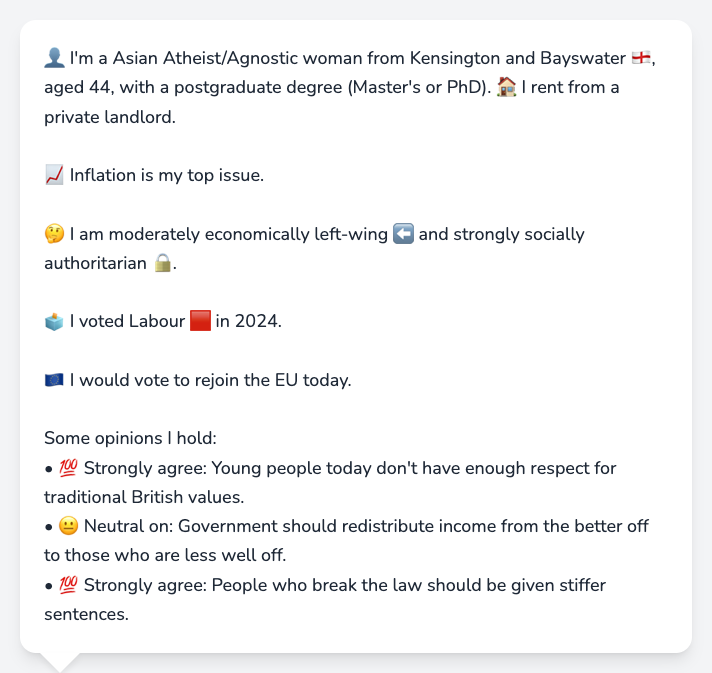 👤 I'm a Asian Atheist/Agnostic woman from Kensington and Bayswater 🏴󠁧󠁢󠁥󠁮󠁧󠁿,
aged 44, with a postgraduate degree (Master's or PhD). 🏠 I rent from a
private landlord.
📈 Inflation is my top issue.
🤔 I am moderately economically left-wing ⬅️ and strongly socially
authoritarian 🔒.
🗳️ I voted Labour 🟥 in 2024.
🇪🇺 I would vote to rejoin the EU today.
Some opinions I hold:
• 💯 Strongly agree: Young people today don't have enough respect for
traditional British values.
• 😐 Neutral on: Government should redistribute income from the better off
to those who are less well off.
• 💯 Strongly agree: People who break the law should be given stiffer
sentences.